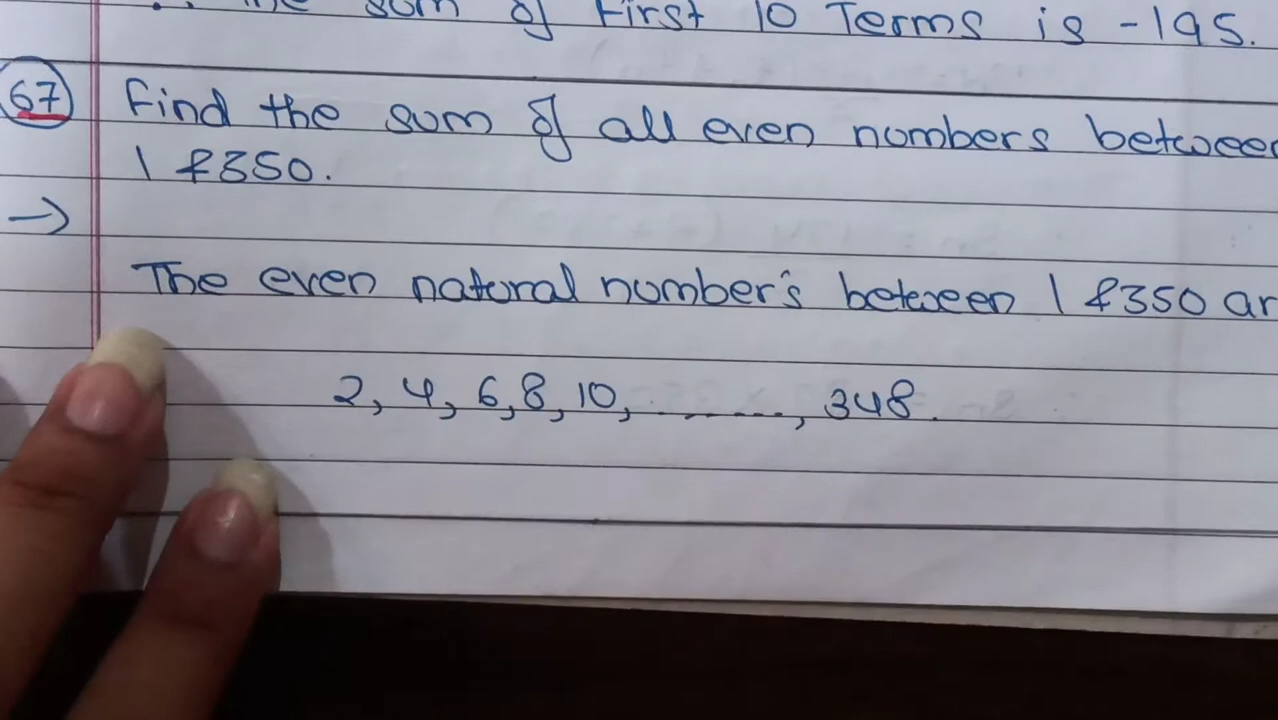 The sum of First 10 Terms is -195.
67 Find the sum of all even numbers between
1 & 350.
→
The even natural number's between 1 & 350 ar
2, 4, 6, 8, 10, ......., 348.